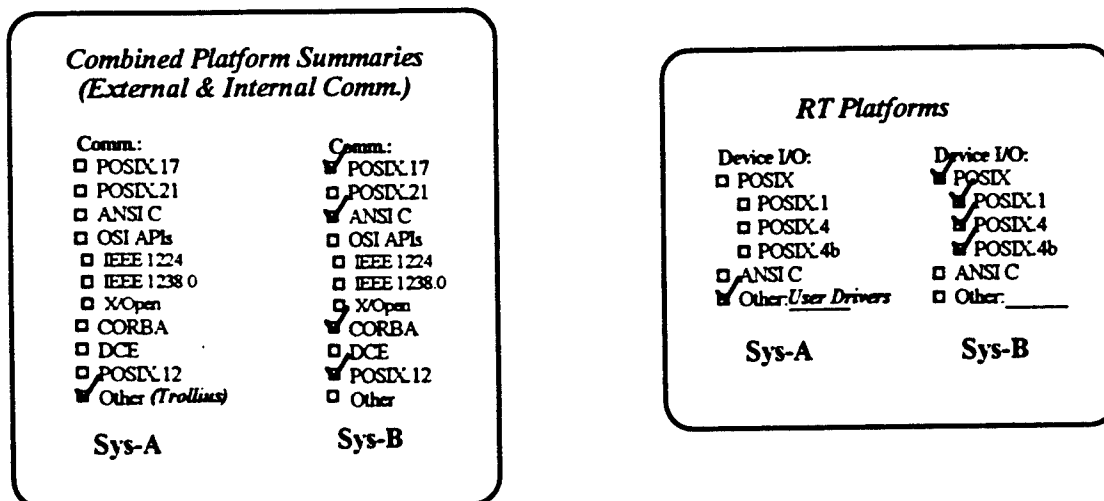 Combined Platform Summaries
(External & Internal Comm.)
Comm.:
POSIX.17
POSIX.21
ANSI C
OSI APIs
IEEE 1224
IEEE 1238.0
X/Open
CORBA
DCE
POSIX.12
Other (Trollius)
Sys-A
Comm.:
POSIX.17
POSIX.21
ANSI C
OSI APIs
IEEE 1224
IEEE 1238.0
X/Open
CORBA
DCE
POSIX.12
Other
Sys-B
RT Platforms
Device I/O:
POSIX
POSIX.1
POSIX.4
POSIX.4b
ANSI C
Other: User Drivers
Sys-A
Device I/O:
POSIX
POSIX.1
POSIX.4
POSIX.4b
ANSI C
Other:
Sys-B